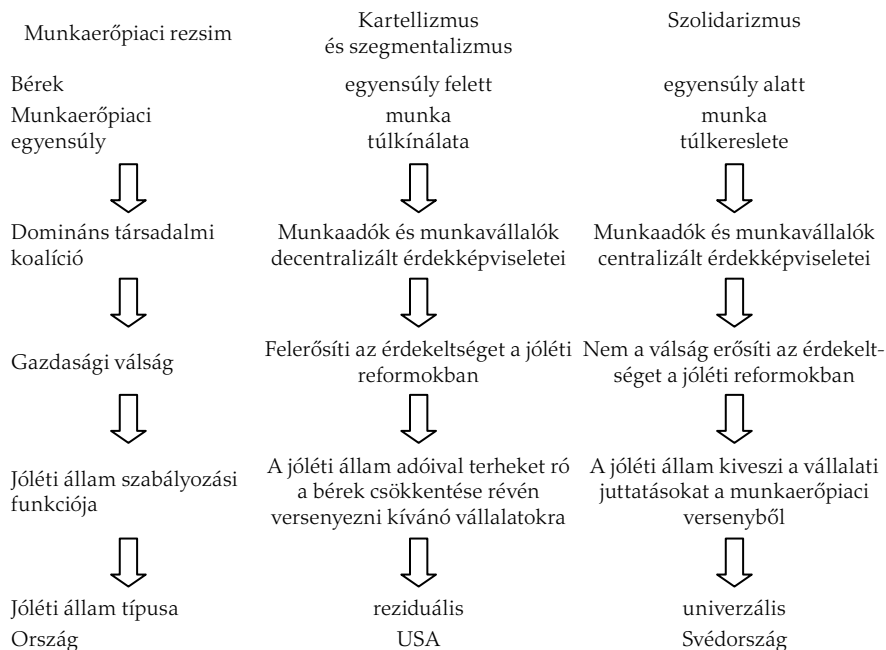 Munkaerőpiaci rezsim
Kartellizmus
és szegmentalizmus
Szolidarizmus
Bérek
egyensúly felett
egyensúly alatt
Munkaerőpiaci
egyensúly
munka
túlkínálata
munka
túlkereslete
Domináns társadalmi
koalíció
Munkaadók és munkavállalók
decentralizált érdekképviseletei
Munkaadók és munkavállalók
centralizált érdekképviseletei
Gazdasági válság
Felerősíti az érdekeltséget a jóléti
reformokban
Nem a válság erősíti az érdekelt-
séget a jóléti reformokban
Jóléti állam szabályozási
funkciója
A jóléti állam adóival terheket ró
a bérek csökkentése révén
versenyezni kívánó vállalatokra
A jóléti állam kiveszi a vállalati
juttatásokat a munkaerőpiaci
versenyből
Jóléti állam típusa
reziduális
univerzális
Ország
USA
Svédország